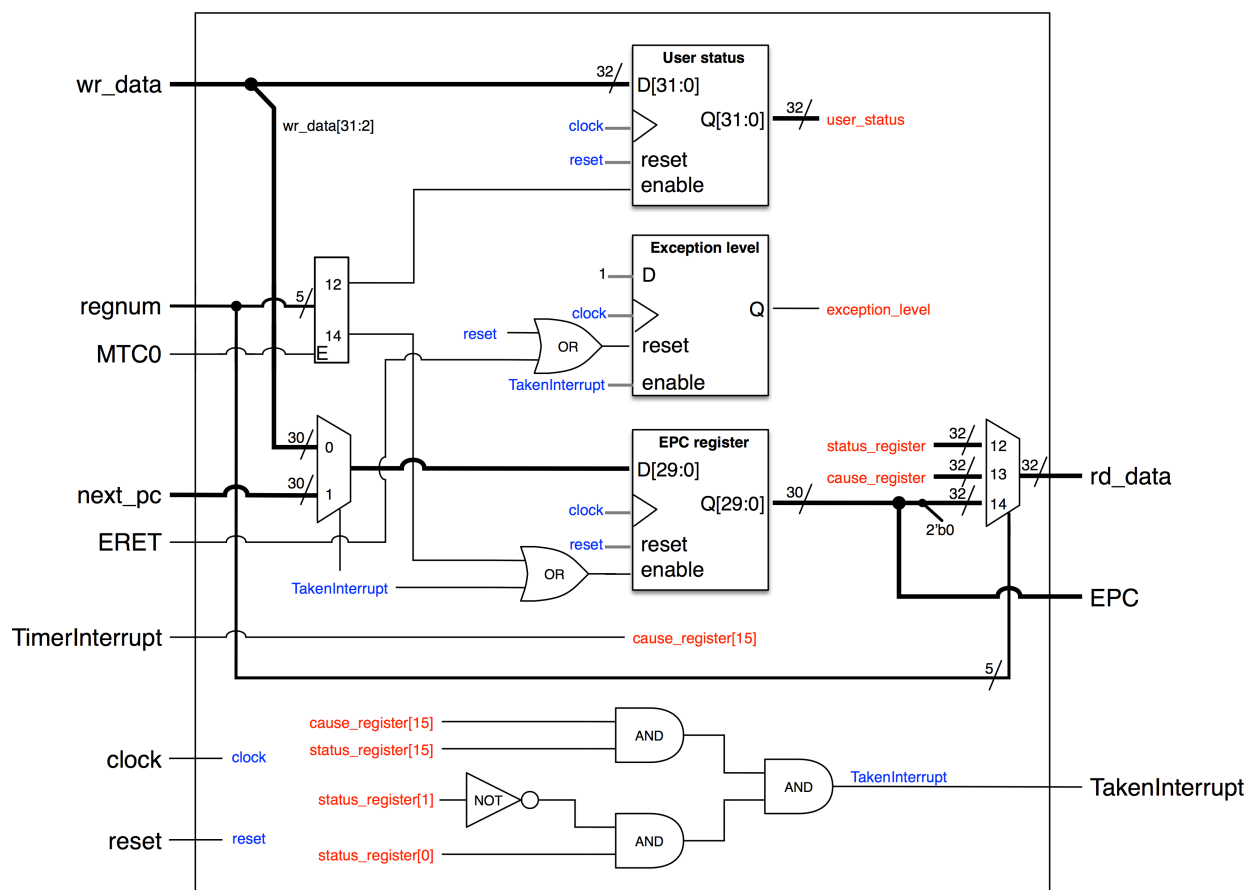 User status
wr_data
32
D[31:0]
Q[31:0]
32
user_status
wr_data[31:2]
clock
reset
reset
enable
Exception level
12
1
D
regnum
5
clock
Q
exception_level
14
reset
OR
reset
MTC0
E
TakenInterrupt
enable
EPC register
30
0
D[29:0]
status_register
32
12
cause_register
32
13
32
rd_data
next_pc
30
1
Q[29:0]
30
32
14
clock
2'b0
ERET
reset
reset
OR
enable
TakenInterrupt
EPC
TimerInterrupt
cause_register[15]
5
cause_register[15]
AND
status_register[15]
clock
clock
TakenInterrupt
AND
TakenInterrupt
status_register[1]
NOT
reset
reset
AND
status_register[0]